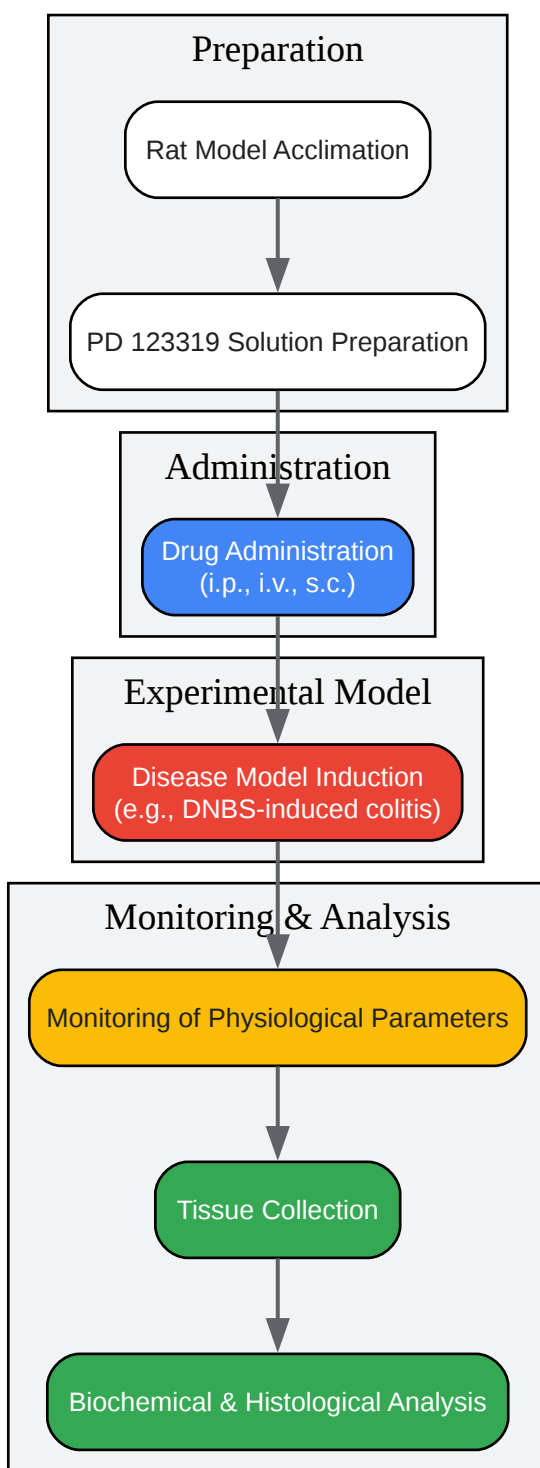 Preparation
Rat Model Acclimation
PD 123319 Solution Preparation
Administration
Drug Administration
(i.p., i.v., s.c.)
Experimental Model
Disease Model Induction
(e.g., DNBS-induced colitis)
Monitoring & Analysis
Monitoring of Physiological Parameters
Tissue Collection
Biochemical & Histological Analysis